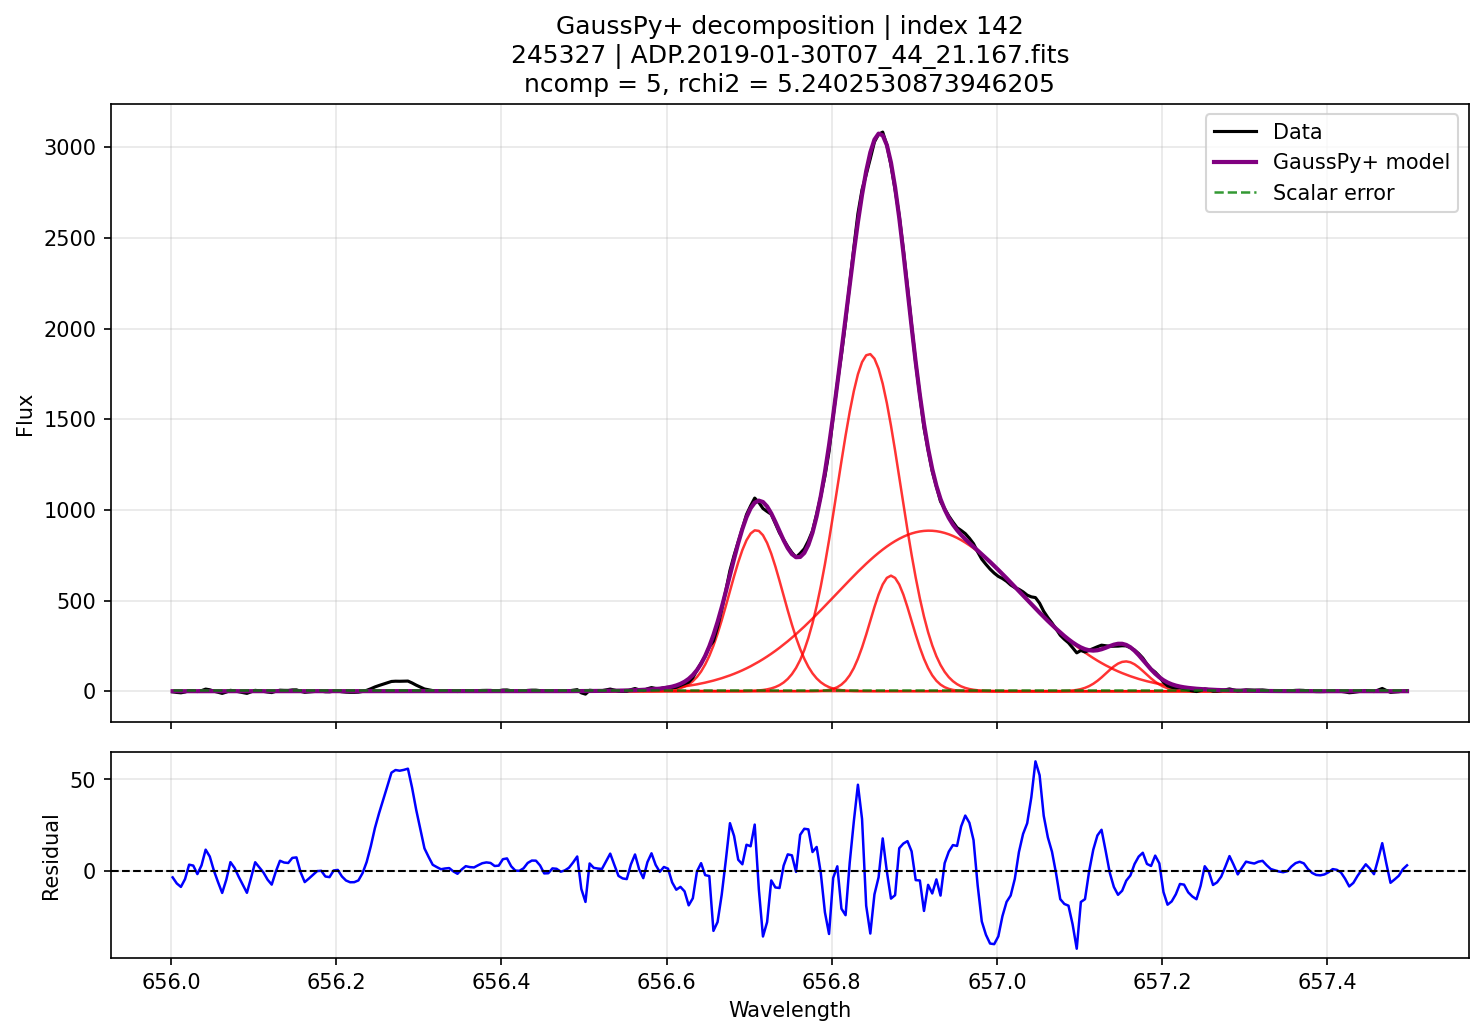 GaussPy+ decomposition | index 142
245327 | ADP.2019-01-30T07_44_21.167.fits
ncomp = 5, rchi2 = 5.2402530873946205
Data
GaussPy+ model
Scalar error
3000
2500
2000
1500
1000
500
0
Flux
50
0
Residual
656.0 656.2 656.4 656.6 656.8 657.0 657.2 657.4
Wavelength